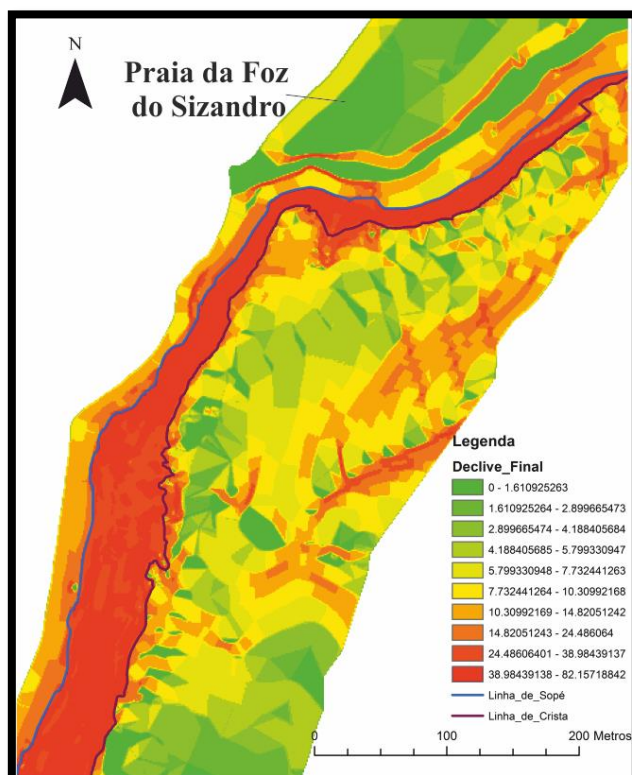 N
Praia da Foz
do Sizandro
Legenda
Declive_Final
0 - 1.610925263
1.610925264 - 2.899665473
2.899665474 - 4.188405684
4.188405685 - 5.799330947
5.799330948 - 7.732441263
7.732441264 - 10.30992168
10.30992169 - 14.82051242
14.82051243 - 24.486064
24.48606401 - 38.98439137
38.98439138 - 82.15718842
Linha_de_Sopé
Linha_de_Crista
0 100 200 Metros